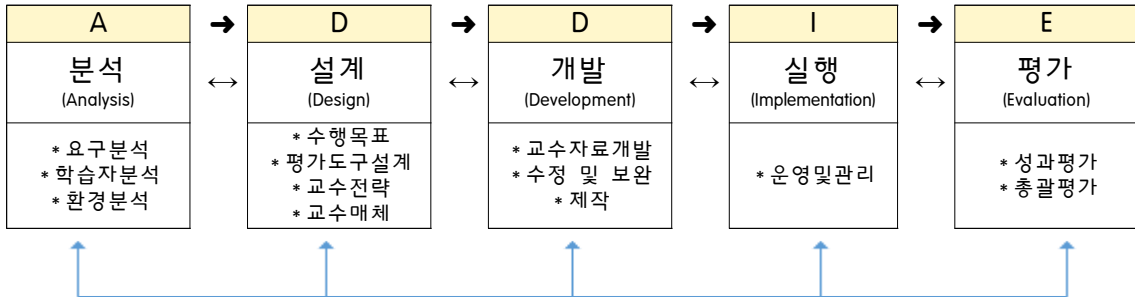 A → D → D → I → E
분석 ↔ 설계 ↔ 개발 ↔ 실행 ↔ 평가
(Analysis) (Design) (Development) (Implementation) (Evaluation)
* 요구분석
* 학습자분석
* 환경분석
* 수행목표
* 평가도구설계
* 교수전략
* 교수매체
* 교수자료개발
* 수정 및 보완
* 제작
* 운영및관리
* 성과평가
* 총괄평가